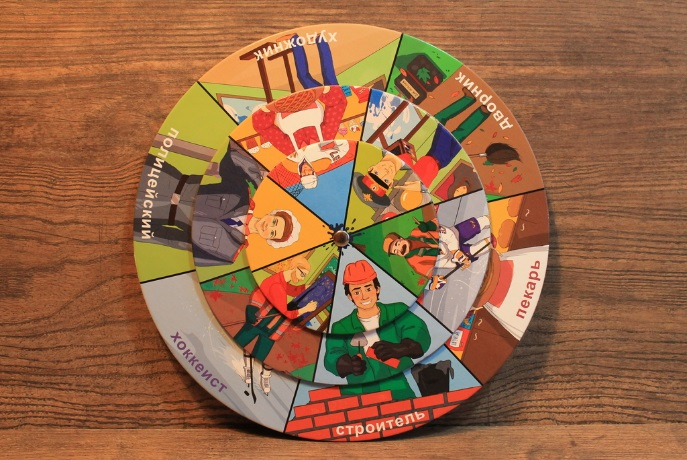 художник
дворник
пекарь
строитель
хоккеист
полицейский